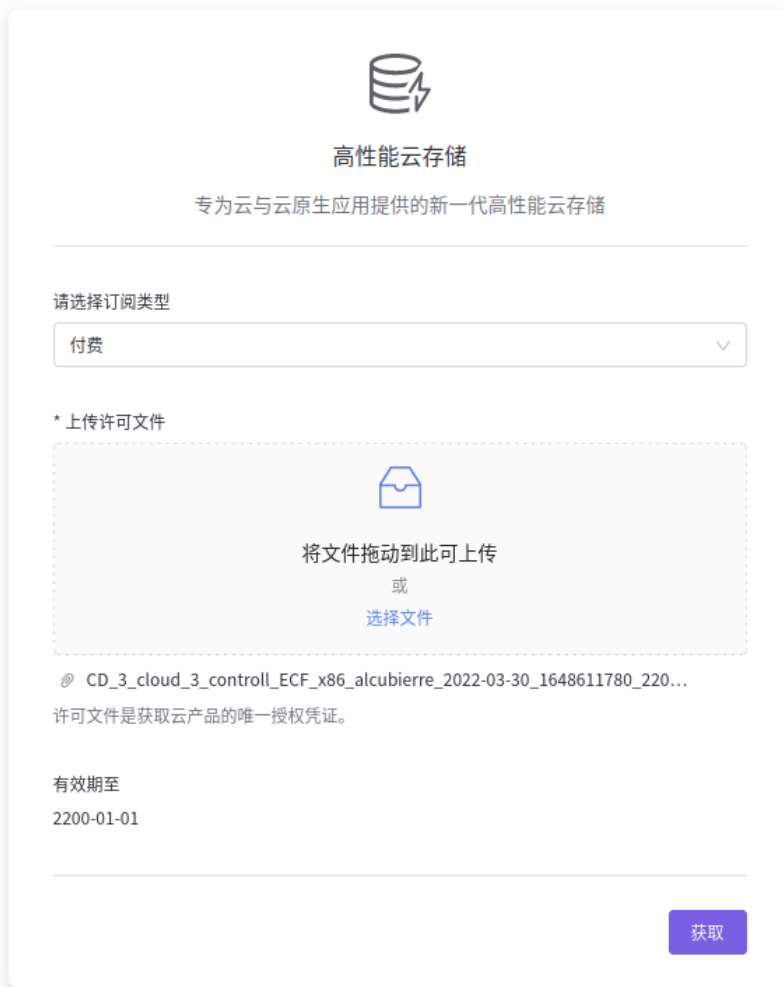 高性能云存储
专为云与云原生应用提供的新一代高性能云存储
请选择订阅类型
付费
* 上传许可文件
将文件拖动到此可上传
或
选择文件
CD_3_cloud_3_controll_ECF_x86_alcubierre_2022-03-30_1648611780_220...
许可文件是获取云产品的唯一授权凭证。
有效期至
2200-01-01
获取